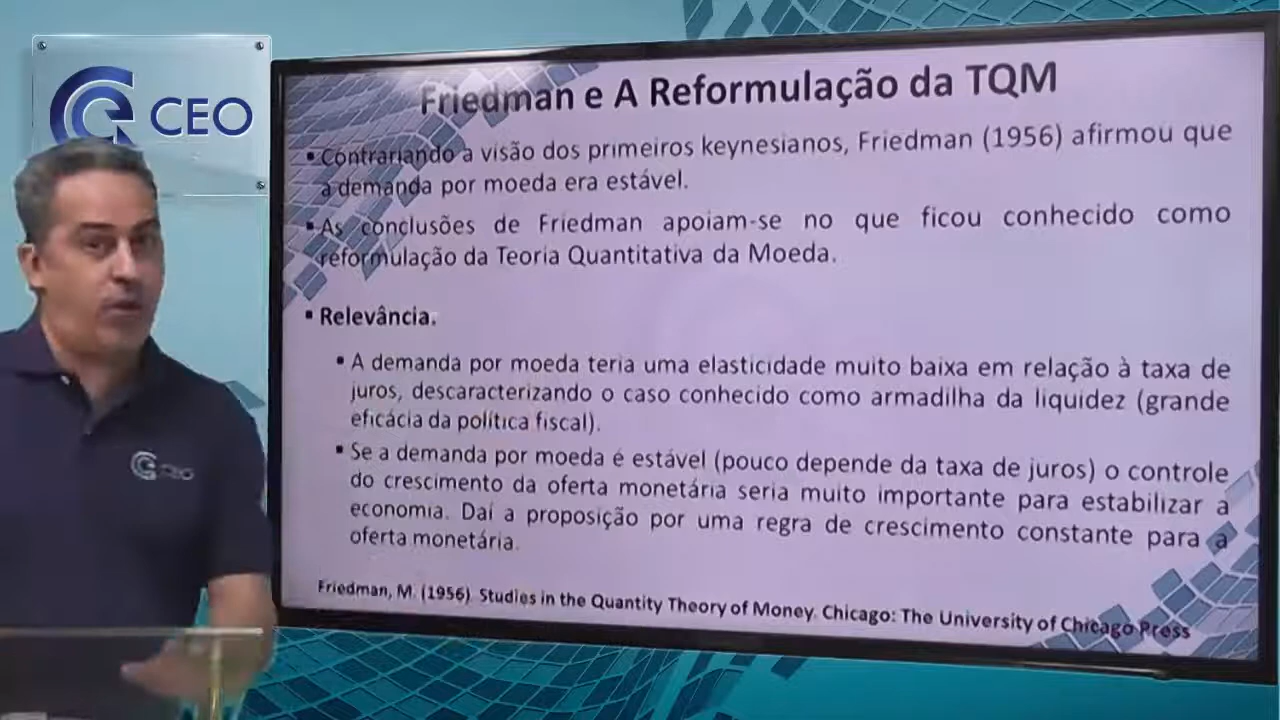 CEO
Friedman e A Reformulação da TQM
▪ Contrariando a visão dos primeiros keynesianos, Friedman (1956) afirmou que
a demanda por moeda era estável.
▪ As conclusões de Friedman apoiam-se no que ficou conhecido como
reformulação da Teoria Quantitativa da Moeda.
▪ Relevância.
▪ A demanda por moeda teria uma elasticidade muito baixa em relação à taxa de
juros, descaracterizando o caso conhecido como armadilha da liquidez (grande
eficácia da política fiscal).
▪ Se a demanda por moeda é estável (pouco depende da taxa de juros) o controle
do crescimento da oferta monetária seria muito importante para estabilizar a
economia. Daí a proposição por uma regra de crescimento constante para a
oferta monetária.
Friedman, M. (1956) Studies in the Quantity Theory of Money. Chicago: The University of Chicago Press
CEO